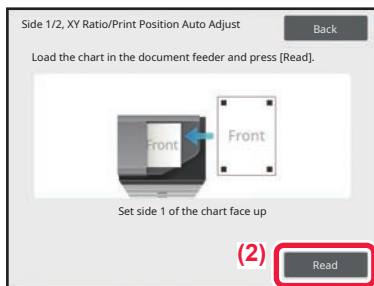 Side 1/2, XY Ratio/Print Position Auto Adjust
Back
Load the chart in the document feeder and press [Read].
Front
Front
Set side 1 of the chart face up
(2)
Read